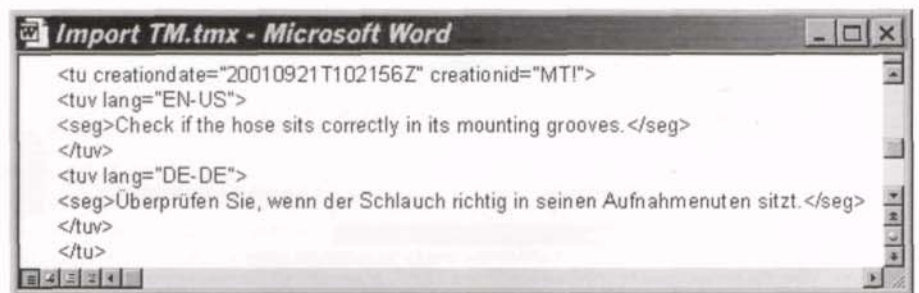 Import TM.tmx - Microsoft Word
<tu creationdate="20010921T102156Z" creationid="MT!">
<tuv lang="EN-US">
<seg>Check if the hose sits correctly in its mounting grooves.</seg>
</tuv>
<tuv lang="DE-DE">
<seg>Überprüfen Sie, wenn der Schlauch richtig in seinen Aufnahmenuten sitzt.</seg>
</tuv>
</tu>